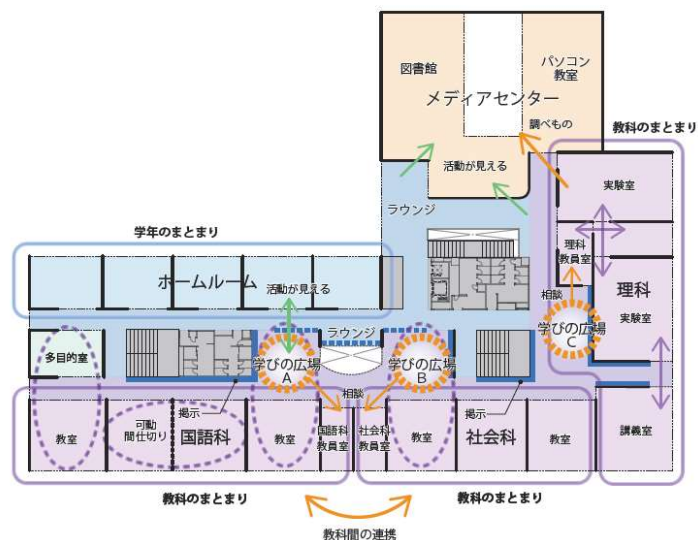 図書館
パソコン
教室
メディアセンター
調べもの
教科のまとまり
活動が見える
実験室
ラウンジ
学年のまとまり
理科
教員室
ホームルーム
活動が見える
相談
理科
学びの広場
C
実験室
ラウンジ
多目的室
学びの広場
A
学びの広場
B
相談
掲示
掲示
教室
可動
間仕切り
国語科
教室
国語科
教員室
社会科
教員室
教室
社会科
教室
講義室
教科のまとまり
教科のまとまり
教科間の連携